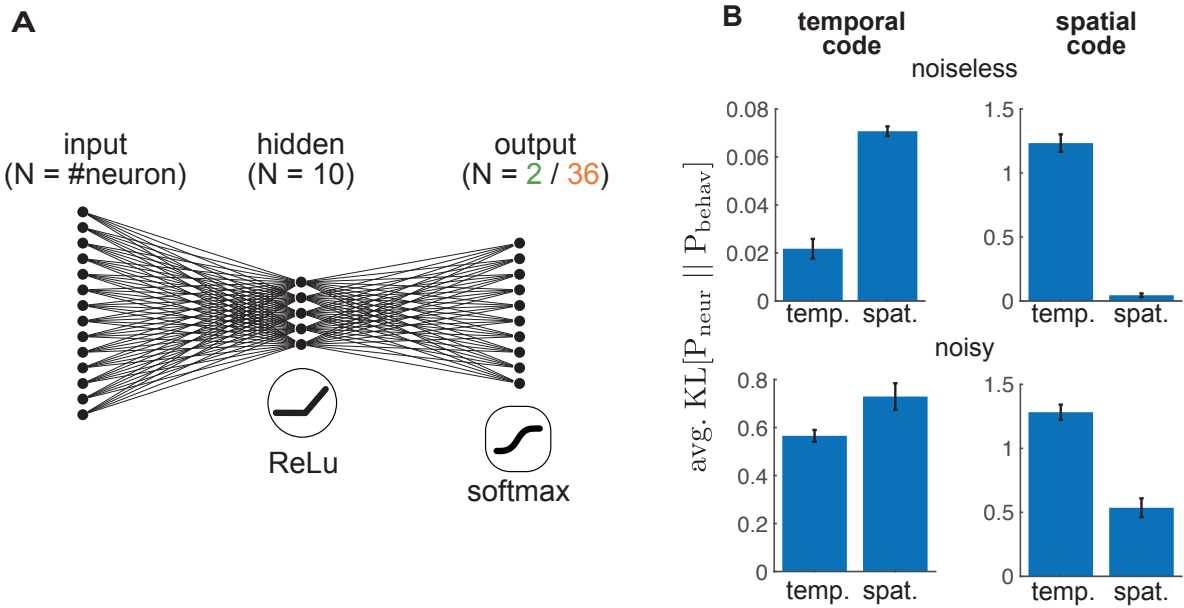 A
input
(N = #neuron)
hidden
(N = 10)
output
(N = 2 / 36)
ReLu
softmax
B
temporal
code
spatial
code
noiseless
avg. KL[P_neur || P_behav]
0.08
0.06
0.04
0.02
0
temp. spat.
1.5
1
0.5
0
temp. spat.
noisy
0.8
0.6
0.4
0.2
0
temp. spat.
1.5
1
0.5
0
temp. spat.